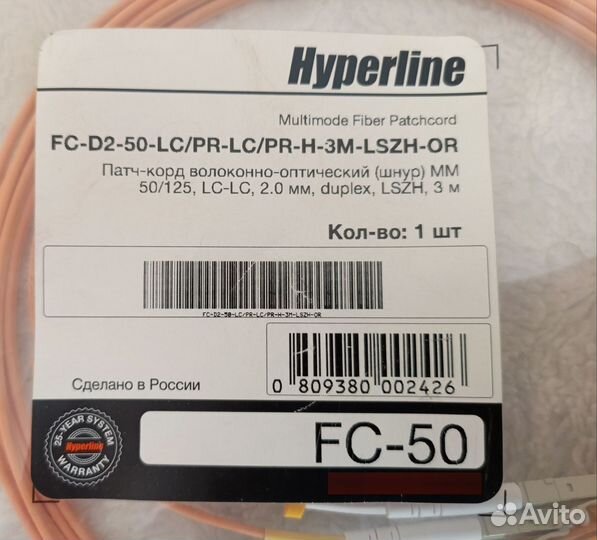 Hyperline
Multimode Fiber Patchcord
FC-D2-50-LC/PR-LC/PR-H-3M-LSZH-OR
Патч-корд волоконно-оптический (шнур) MM
50/125, LC-LC, 2.0 мм, duplex, LSZH, 3 м
Кол-во: 1 шт
FC-D2-50-LC/PR-LC/PR-H-3M-LSZH-OR
0 809380 002426
Сделано в России
25-YEAR SYSTEM
Hyperline
WARRANTY
FC-50
Avito